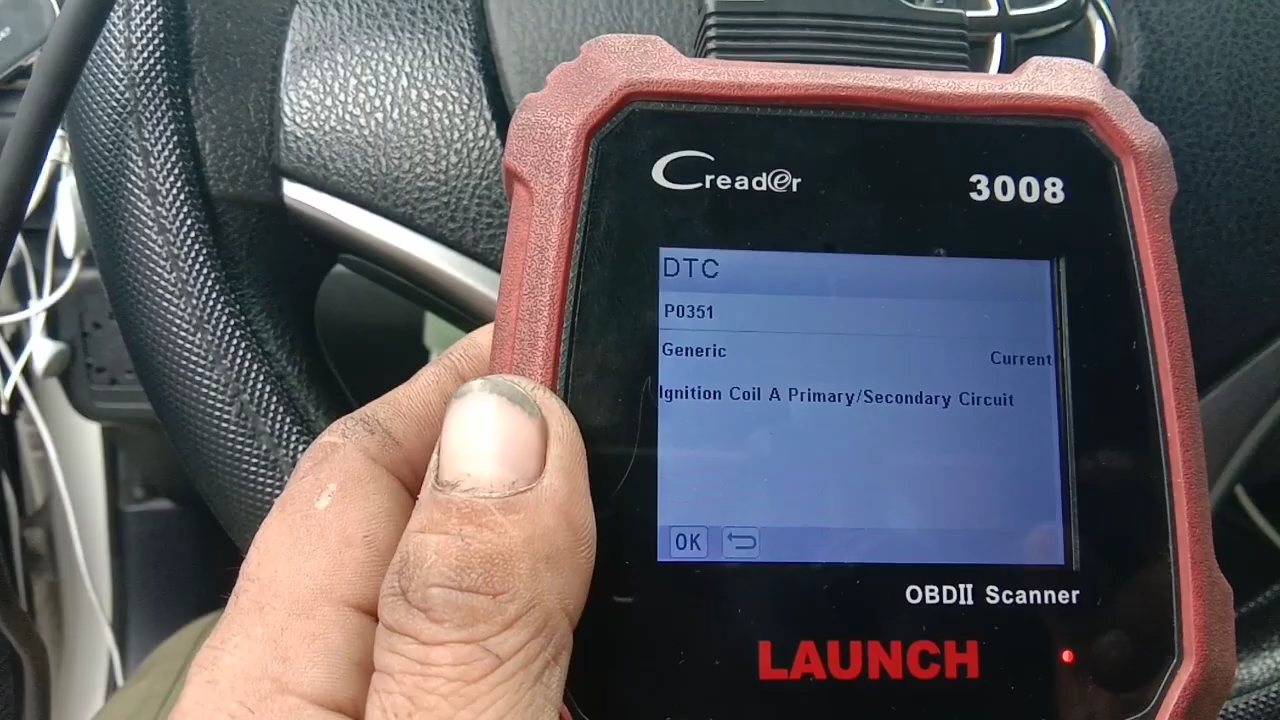 Creader
3008
DTC
P0351
Generic
Current
Ignition Coil A Primary/Secondary Circuit
OK
OBDII Scanner
LAUNCH